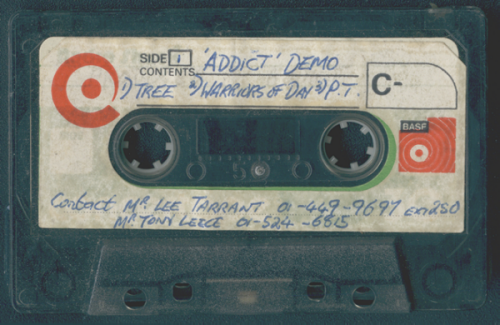 SIDE 1 'ADDICT' DEMO
CONTENTS
1) TREE 2) WARRIORS OF DAY 3) P.T.
C-
BASF
5
Contact MR. LEE TARRANT 01-449-9697 EXT 250
MR. TONY LEECE 01-524-6815